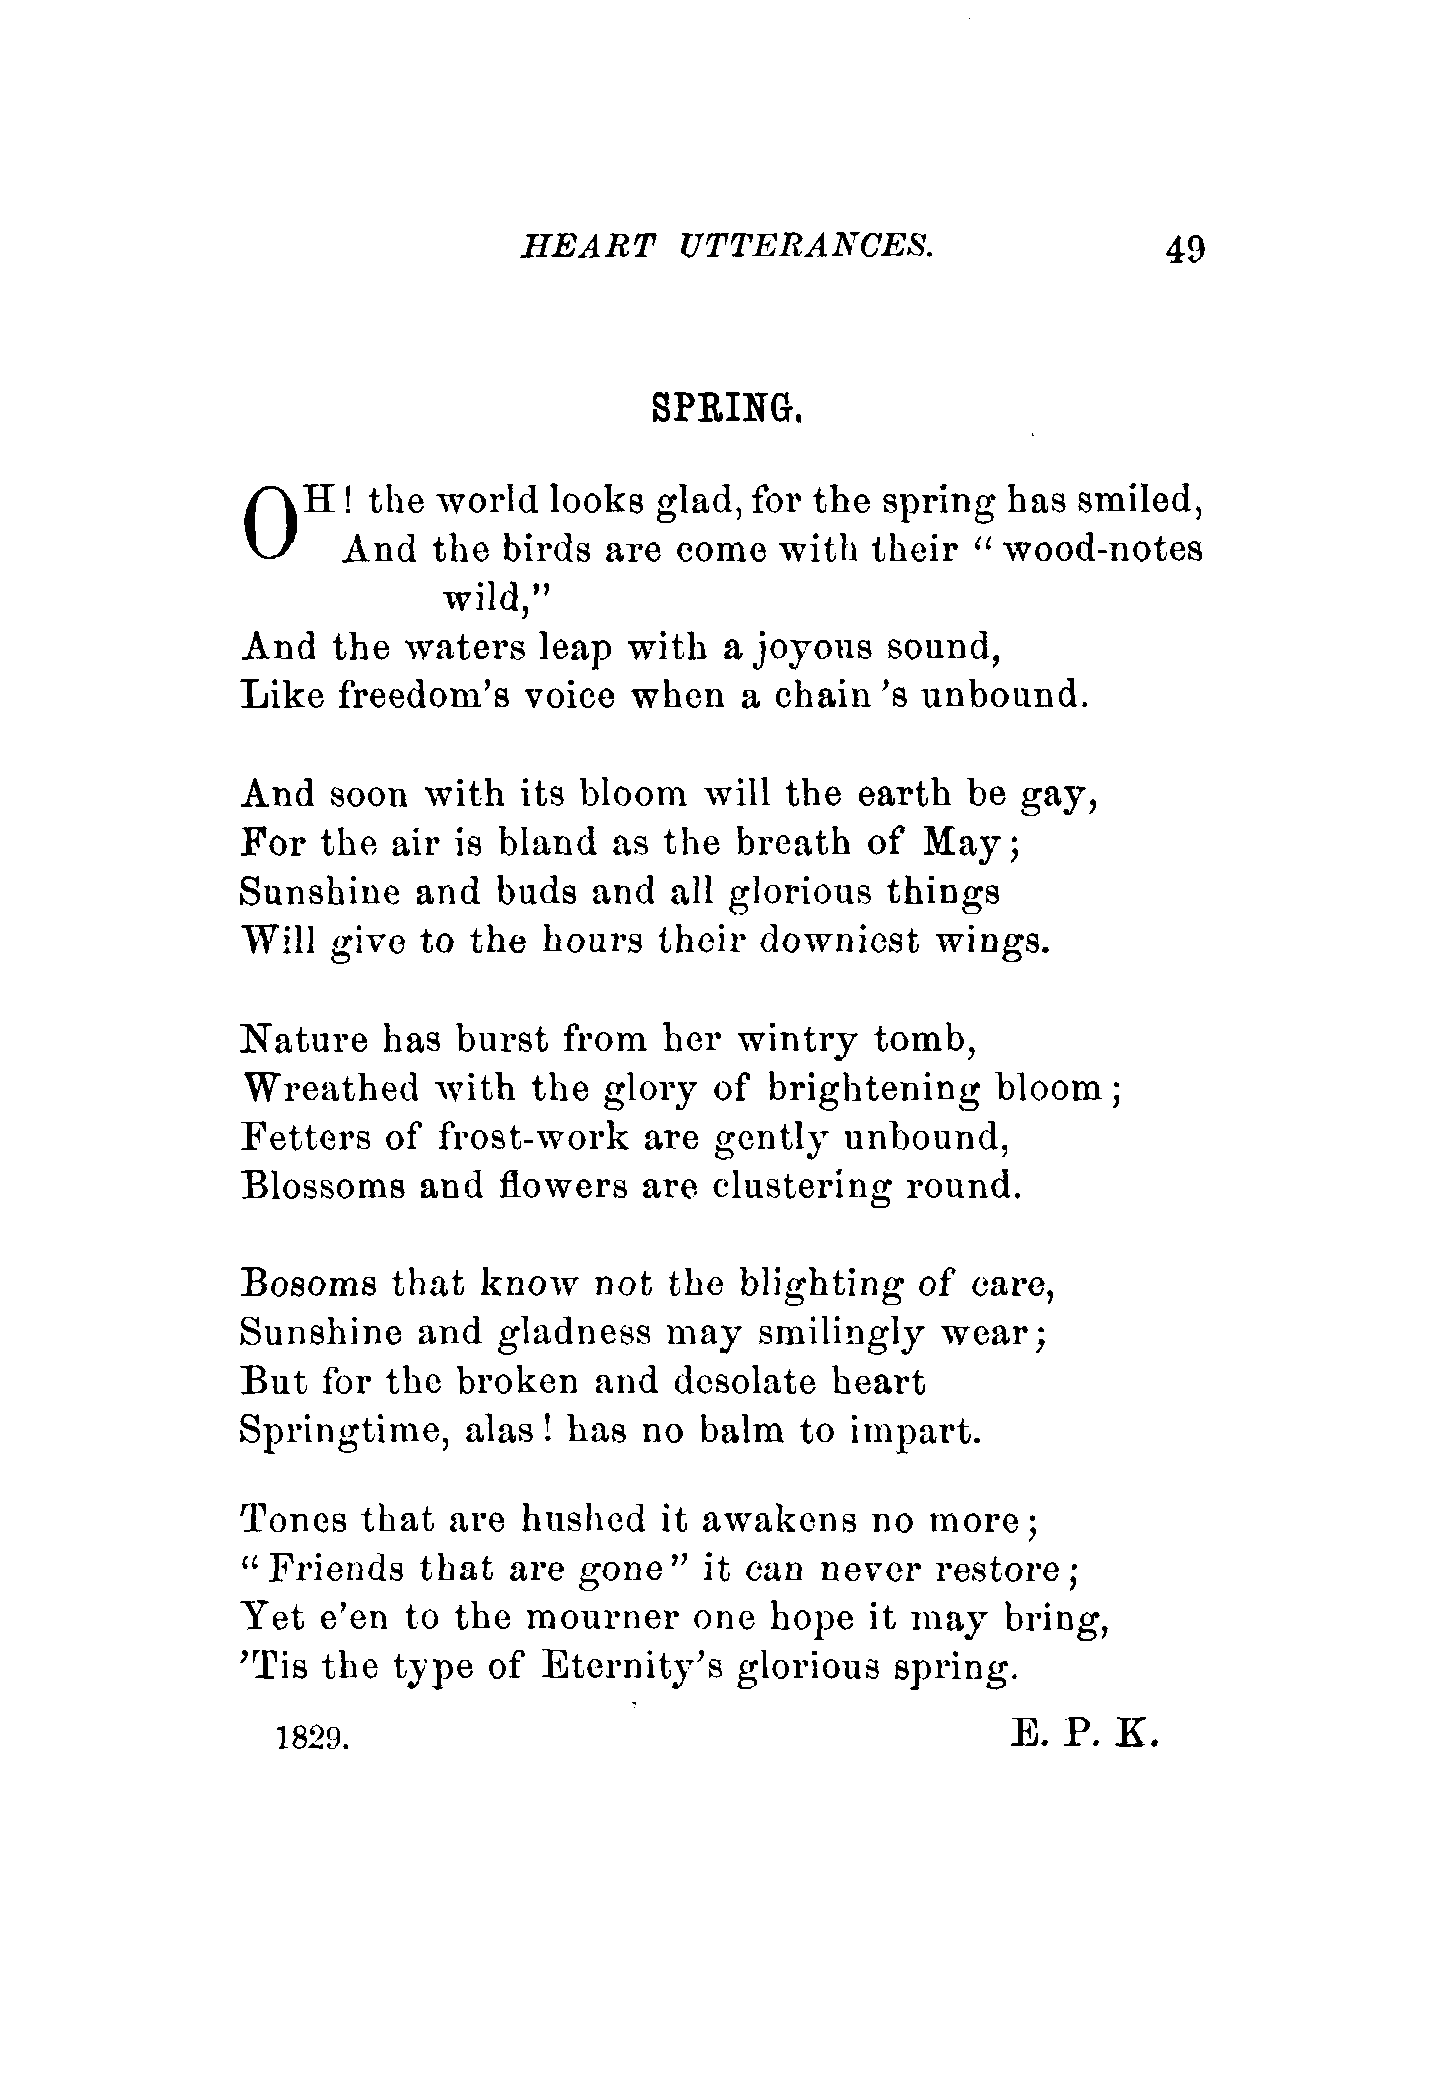 HEART UTTERANCES. 49
SPRING.
OH! the world looks glad, for the spring has smiled,
And the birds are come with their "wood-notes
wild,"
And the waters leap with a joyous sound,
Like freedom's voice when a chain 's unbound.
And soon with its bloom will the earth be gay,
For the air is bland as the breath of May;
Sunshine and buds and all glorious things
Will give to the hours their downiest wings.
Nature has burst from her wintry tomb,
Wreathed with the glory of brightening bloom;
Fetters of frost-work are gently unbound,
Blossoms and flowers are clustering round.
Bosoms that know not the blighting of care,
Sunshine and gladness may smilingly wear;
But for the broken and desolate heart
Springtime, alas! has no balm to impart.
Tones that are hushed it awakens no more;
"Friends that are gone" it can never restore;
Yet e'en to the mourner one hope it may bring,
'Tis the type of Eternity's glorious spring.
1829. E. P. K.